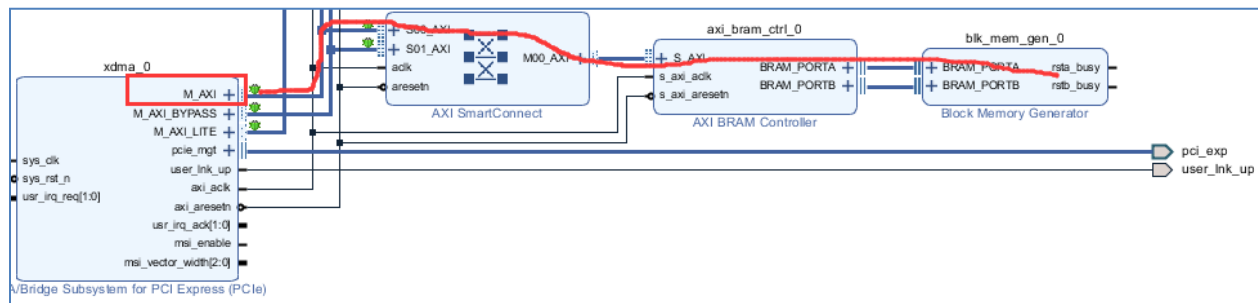 axi_bram_ctrl_0
blk_mem_gen_0
S00_AXI
S01_AXI
aclk
aresetn
M00_AXI
AXI SmartConnect
S_AXI
s_axi_aclk
s_axi_aresetn
BRAM_PORTA
BRAM_PORTB
AXI BRAM Controller
BRAM_PORTA
BRAM_PORTB
rsta_busy
rstb_busy
Block Memory Generator
xdma_0
M_AXI
M_AXI_BYPASS
M_AXI_LITE
pcie_mgt
sys_clk
sys_rst_n
usr_irq_req[1:0]
user_lnk_up
axi_aclk
axi_aresetn
usr_irq_ack[1:0]
msi_enable
msi_vector_width[2:0]
A/Bridge Subsystem for PCI Express (PCIe)
pci_exp
user_lnk_up